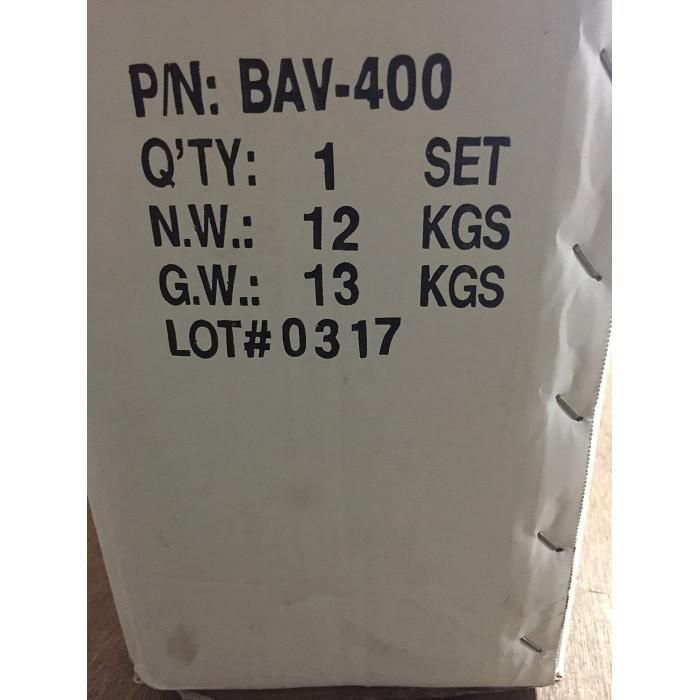 P/N: BAV-400
Q'TY: 1 SET
N.W.: 12 KGS
G.W.: 13 KGS
LOT# 0317